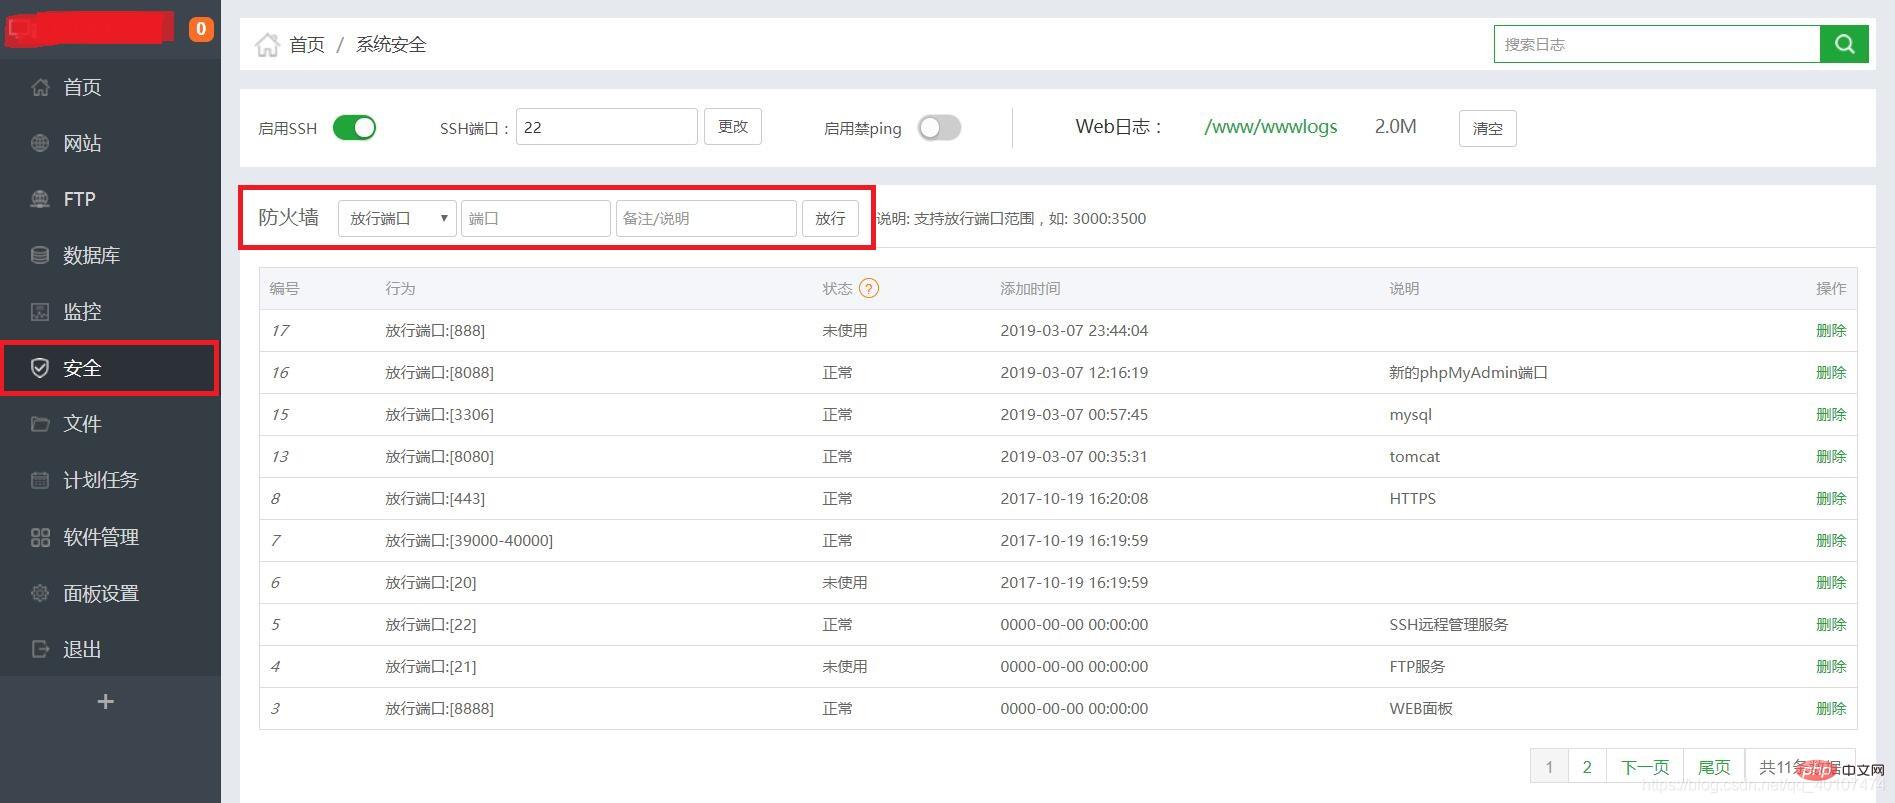 0
首页
网站
FTP
数据库
监控
安全
文件
计划任务
软件管理
面板设置
退出
+
首页 / 系统安全
搜索日志
启用SSH SSH端口： 22 更改 启用禁ping Web日志： /www/wwwlogs 2.0M 清空
防火墙 放行端口 端口 备注/说明 放行 说明: 支持放行端口范围，如: 3000:3500
编号 行为 状态 ? 添加时间 说明 操作
17 放行端口:[888] 未使用 2019-03-07 23:44:04 删除
16 放行端口:[8088] 正常 2019-03-07 12:16:19 新的phpMyAdmin端口 删除
15 放行端口:[3306] 正常 2019-03-07 00:57:45 mysql 删除
13 放行端口:[8080] 正常 2019-03-07 00:35:31 tomcat 删除
8 放行端口:[443] 正常 2017-10-19 16:20:08 HTTPS 删除
7 放行端口:[39000-40000] 正常 2017-10-19 16:19:59 删除
6 放行端口:[20] 未使用 2017-10-19 16:19:59 删除
5 放行端口:[22] 正常 0000-00-00 00:00:00 SSH远程管理服务 删除
4 放行端口:[21] 未使用 0000-00-00 00:00:00 FTP服务 删除
3 放行端口:[8888] 正常 0000-00-00 00:00:00 WEB面板 删除
1 2 下一页 尾页 共11条
php 中文网
https://blog.csdn.net/qq_40107474